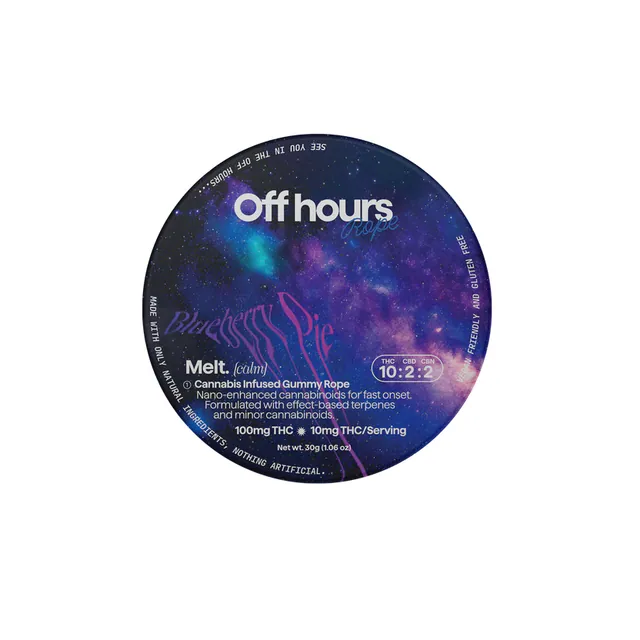 SEE YOU IN THE OFF HOURS...
Off hours
Rope
Blueberry Pie
Melt. [calm]
THC CBD CBN
10:2:2
1 Cannabis Infused Gummy Rope
Nano-enhanced cannabinoids for fast onset.
Formulated with effect-based terpenes
and minor cannabinoids.
100mg THC ✹ 10mg THC/Serving
Net wt. 30g (1.06 oz)
MADE WITH ONLY NATURAL INGREDIENTS, NOTHING ARTIFICIAL.
FRIENDLY AND GLUTEN FREE